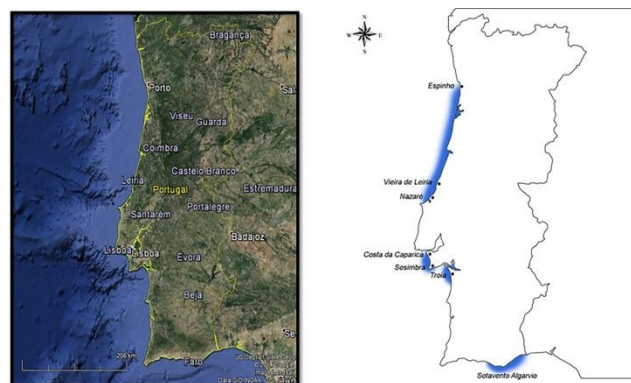 Bragança
Porto
Viseu
Guarda
Coimbra
Castelo Branco
Leiria
Portugal
Estremadura
Santarém
Portalegre
Lisboa
Lisboa
Badajoz
Évora
Beja
206 km
Faro
N
W
E
S
Espinho
Vieira de Leiria
Nazaré
Costa da Caparica
Sesimbra
Troia
Sotavento Algarvio